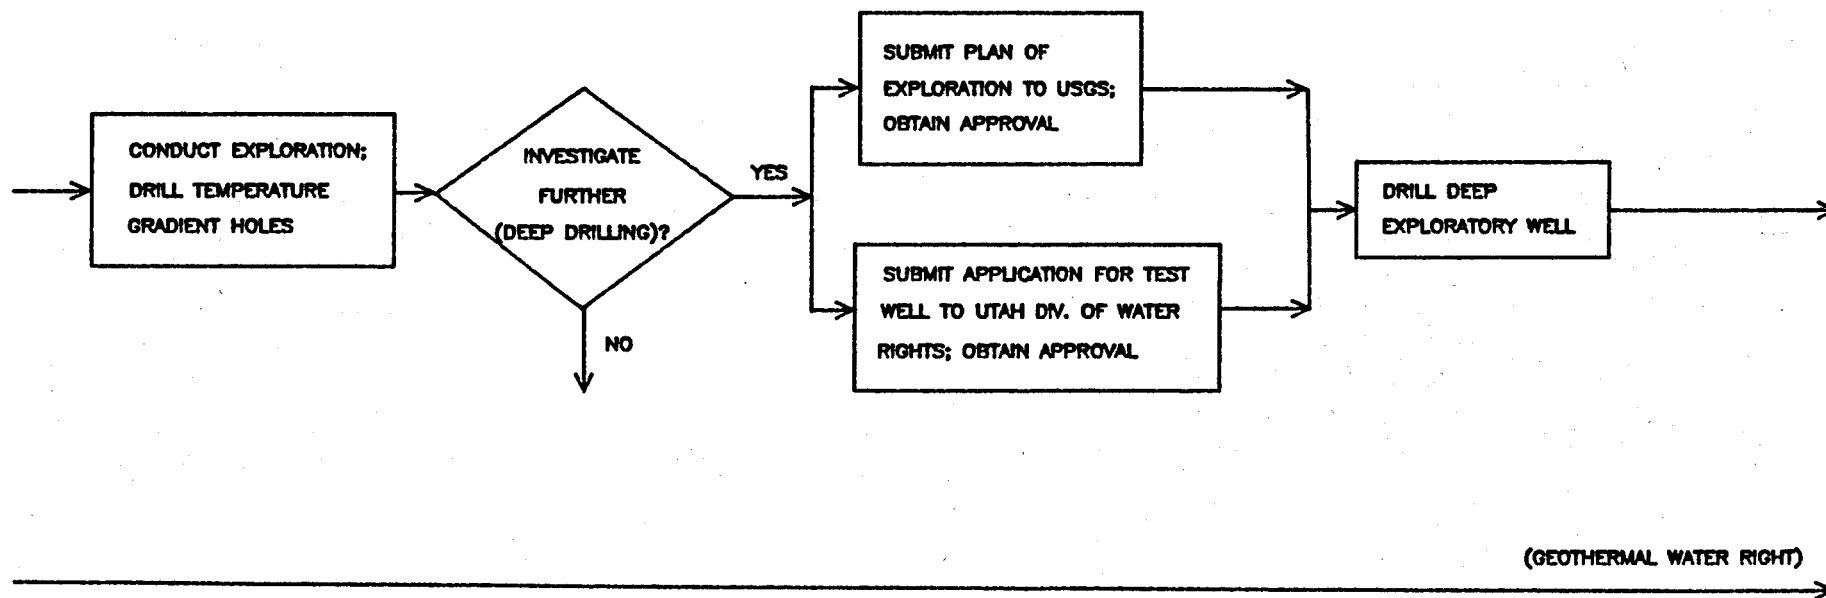 CONDUCT EXPLORATION;
DRILL TEMPERATURE
GRADIENT HOLES
INVESTIGATE
FURTHER
(DEEP DRILLING)?
YES
NO
SUBMIT PLAN OF
EXPLORATION TO USGS;
OBTAIN APPROVAL
SUBMIT APPLICATION FOR TEST
WELL TO UTAH DIV. OF WATER
RIGHTS; OBTAIN APPROVAL
DRILL DEEP
EXPLORATORY WELL
(GEOTHERMAL WATER RIGHT)